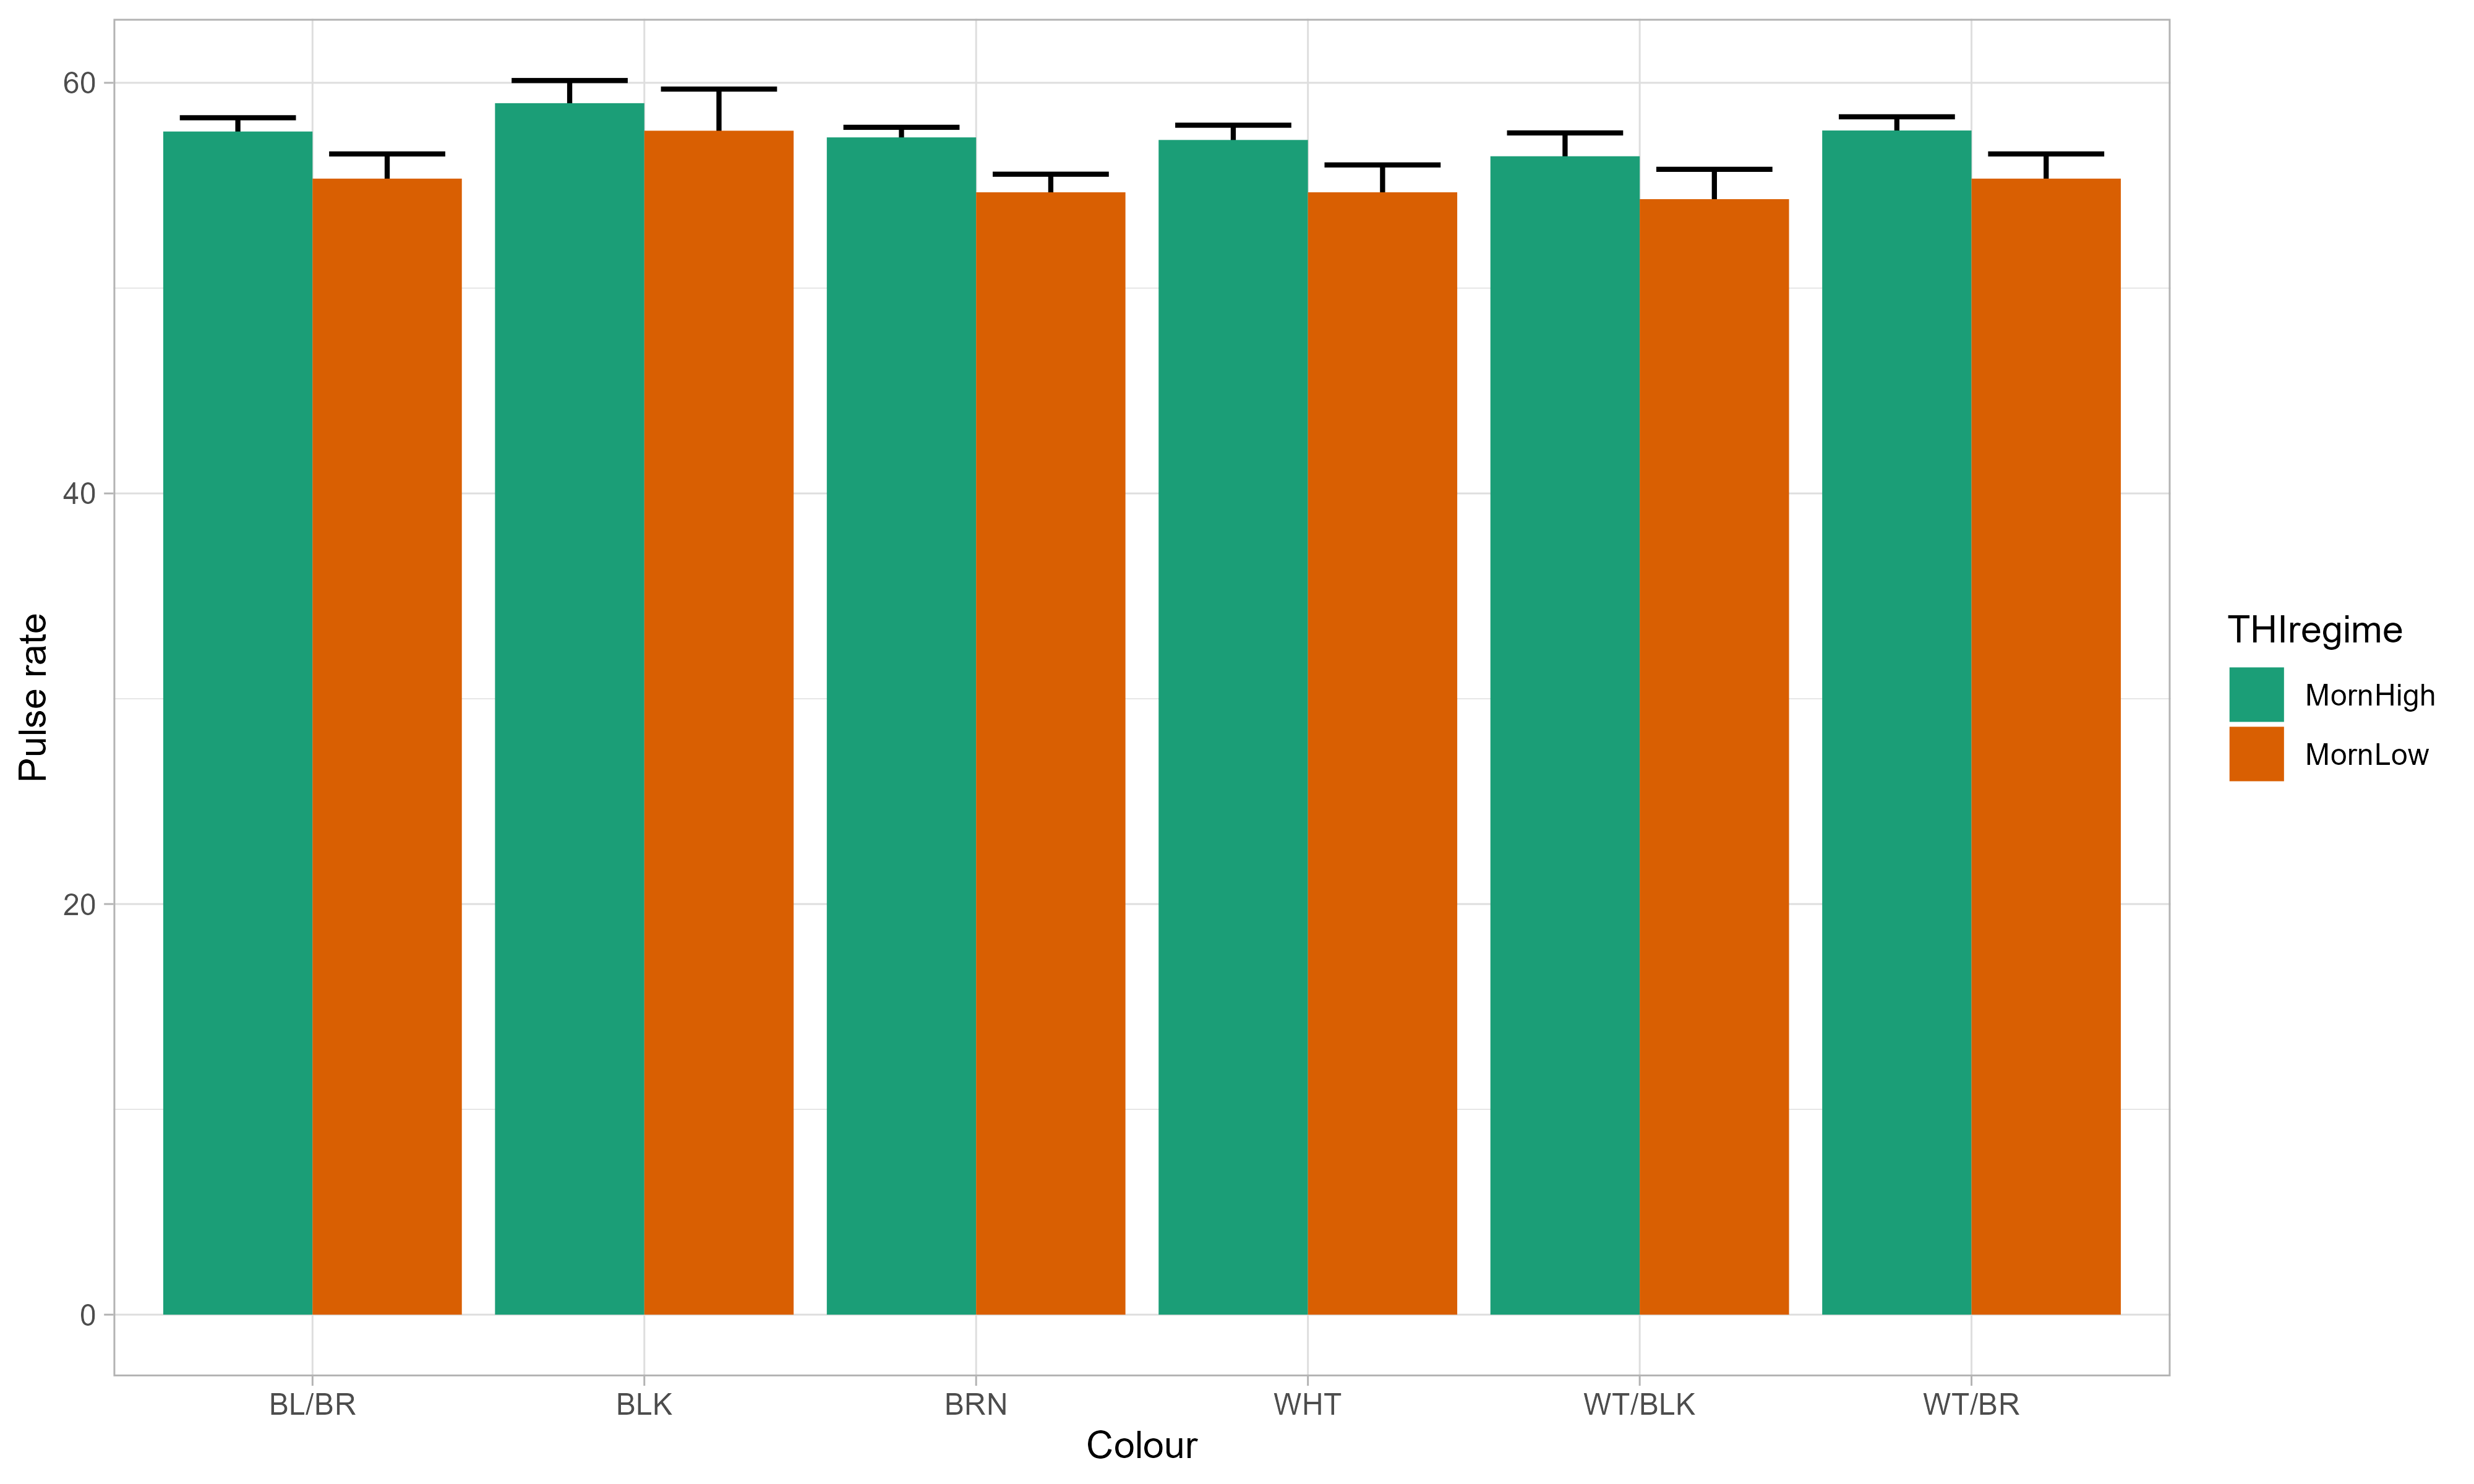 60
40
20
0
Pulse rate
BL/BR BLK BRN WHT WT/BLK WT/BR
Colour
THIregime
MornHigh
MornLow